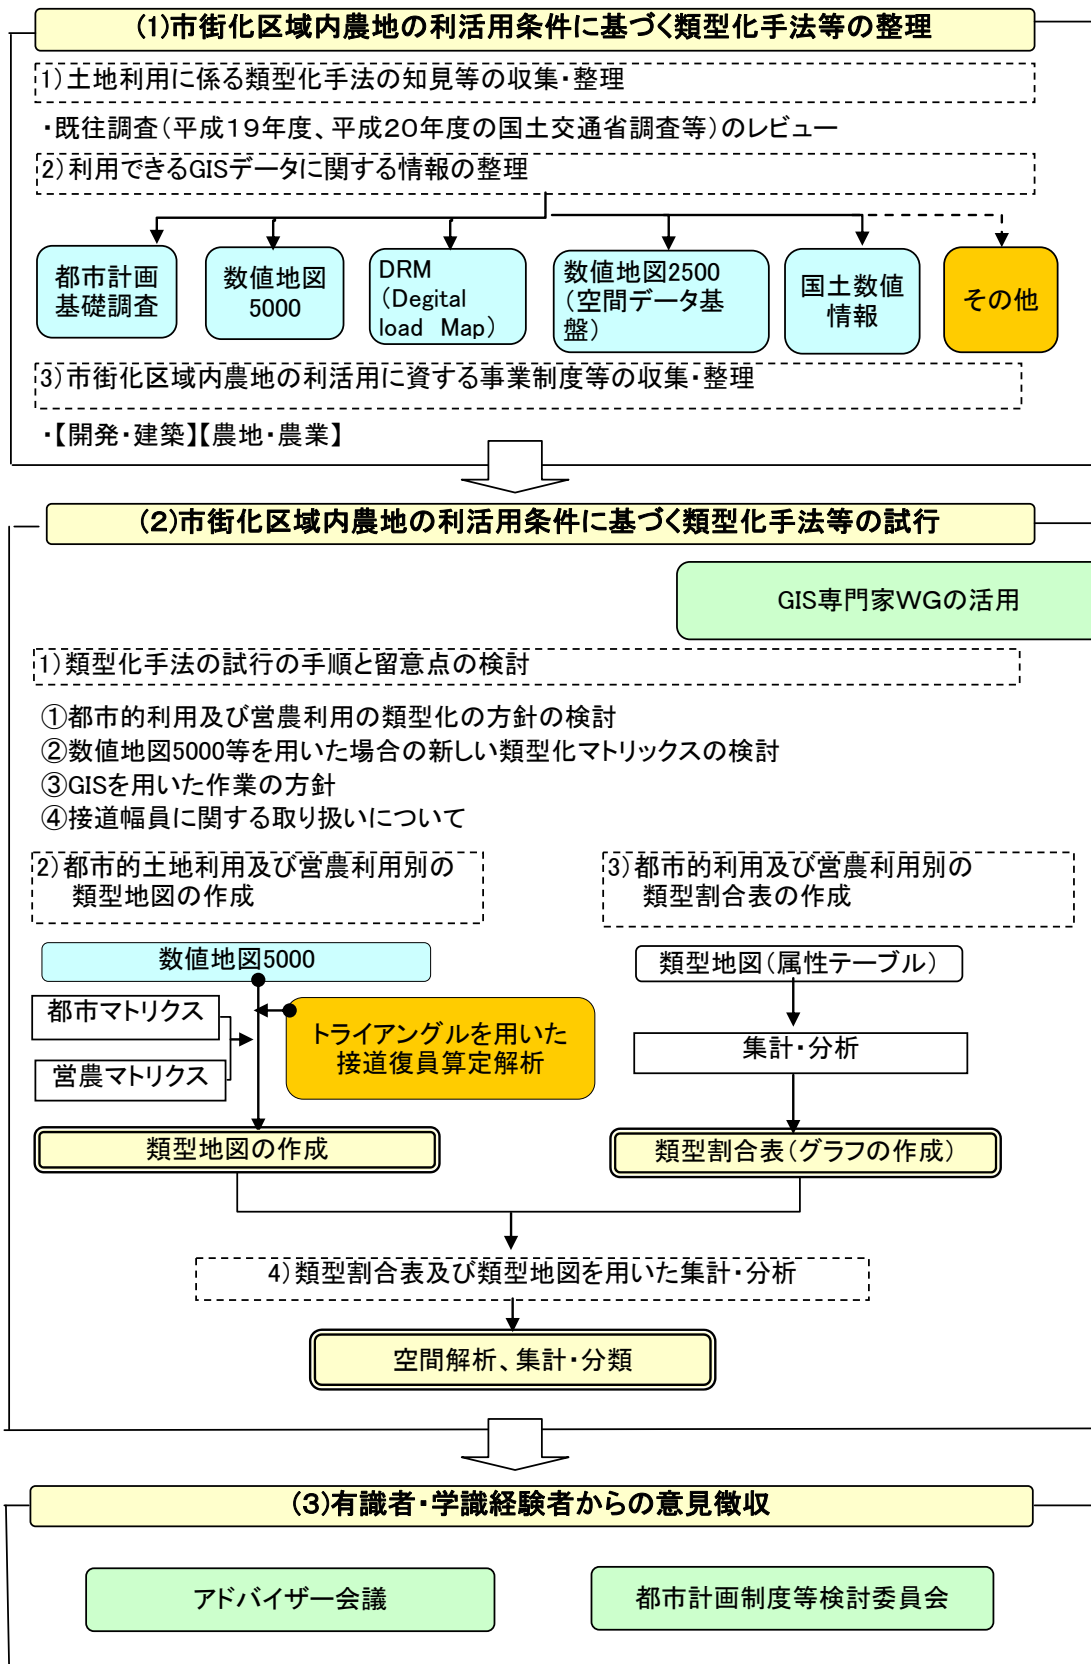 (1)市街化区域内農地の利活用条件に基づく類型化手法等の整理
1)土地利用に係る類型化手法の知見等の収集・整理
・既往調査(平成19年度、平成20年度の国土交通省調査等)のレビュー
2)利用できるGISデータに関する情報の整理
都市計画
基礎調査
数値地図
5000
DRM
(Degital
load Map)
数値地図2500
(空間データ基
盤)
国土数値
情報
その他
3)市街化区域内農地の利活用に資する事業制度等の収集・整理
・【開発・建築】【農地・農業】
(2)市街化区域内農地の利活用条件に基づく類型化手法等の試行
GIS専門家WGの活用
1)類型化手法の試行の手順と留意点の検討
①都市的利用及び営農利用の類型化の方針の検討
②数値地図5000等を用いた場合の新しい類型化マトリックスの検討
③GISを用いた作業の方針
④接道幅員に関する取り扱いについて
2)都市的土地利用及び営農利用別の
類型地図の作成
3)都市的利用及び営農利用別の
類型割合表の作成
数値地図5000
都市マトリクス
営農マトリクス
トライアングルを用いた
接道復員算定解析
類型地図の作成
類型地図(属性テーブル)
集計・分析
類型割合表(グラフの作成)
4)類型割合表及び類型地図を用いた集計・分析
空間解析、集計・分類
(3)有識者・学識経験者からの意見徴収
アドバイザー会議
都市計画制度等検討委員会